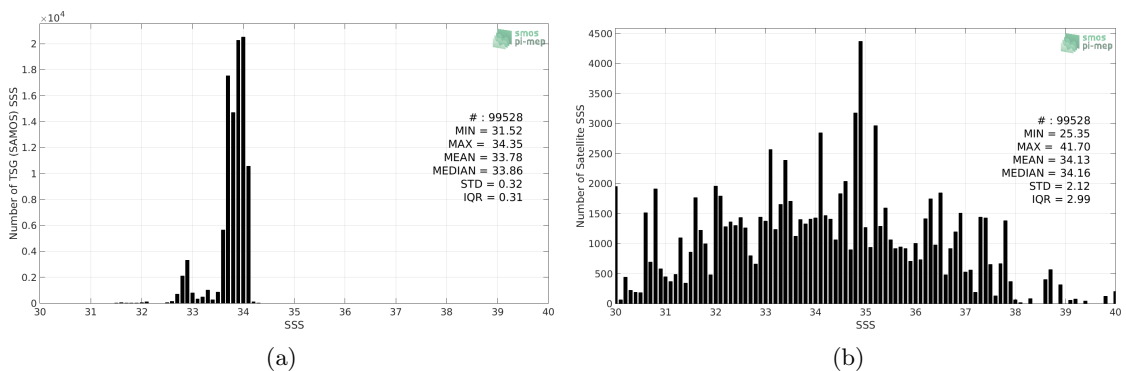 ×10⁴
2
1.8
1.6
1.4
1.2
1
0.8
0.6
0.4
0.2
0
Number of TSG (SAMOS) SSS
30 31 32 33 34 35 36 37 38 39 40
SSS
smos
pi-mep
# : 99528
MIN = 31.52
MAX = 34.35
MEAN = 33.78
MEDIAN = 33.86
STD = 0.32
IQR = 0.31
(a)
4500
4000
3500
3000
2500
2000
1500
1000
500
0
Number of Satellite SSS
30 31 32 33 34 35 36 37 38 39 40
SSS
smos
pi-mep
# : 99528
MIN = 25.35
MAX = 41.70
MEAN = 34.13
MEDIAN = 34.16
STD = 2.12
IQR = 2.99
(b)